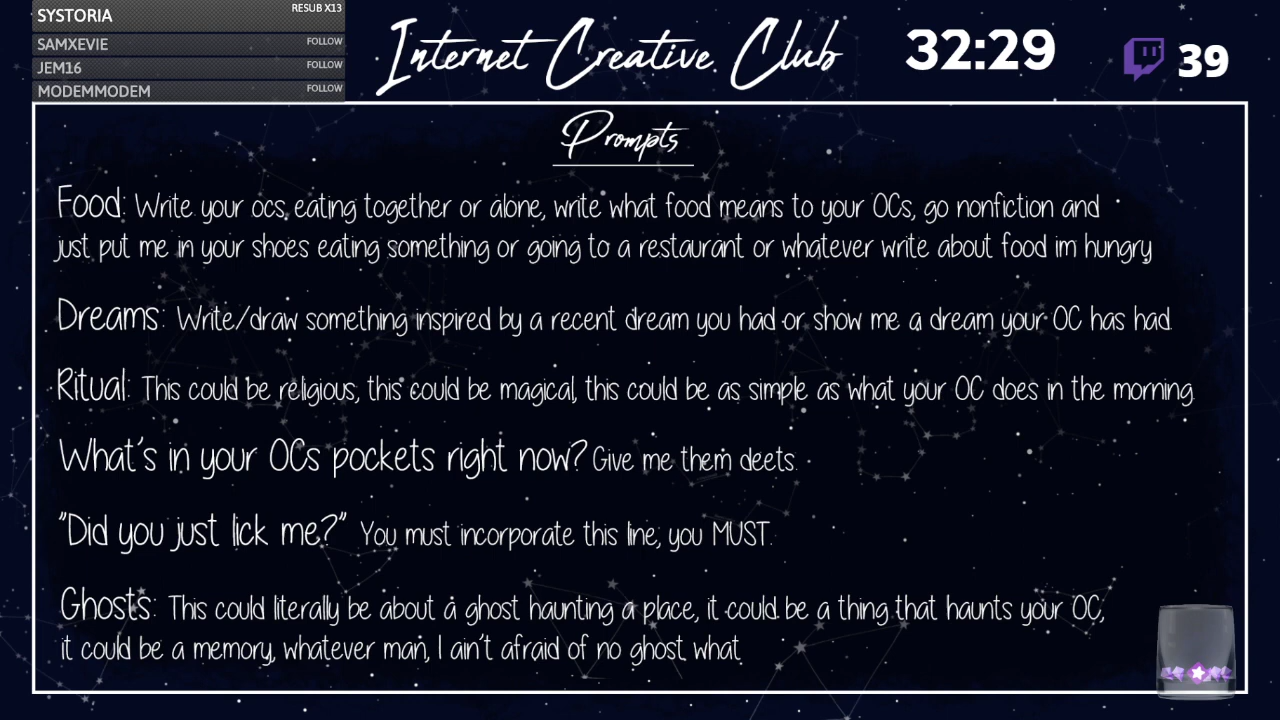 SYSTORIA RESUB X13
SAMXEVIE FOLLOW
JEM16 FOLLOW
MODEMMODEM FOLLOW
Internet Creative Club
32:29
39
Prompts
Food: Write your ocs eating together or alone, write what food means to your OCs, go nonfiction and
just put me in your shoes eating something or going to a restaurant or whatever write about food im hungry
Dreams: Write/draw something inspired by a recent dream you had or show me a dream your OC has had.
Ritual: This could be religious, this could be magical, this could be as simple as what your OC does in the morning.
What's in your OCs pockets right now? Give me them deets.
"Did you just lick me?" You must incorporate this line, you MUST.
Ghosts: This could literally be about a ghost haunting a place, it could be a thing that haunts your OC,
it could be a memory, whatever man, I ain't afraid of no ghost what